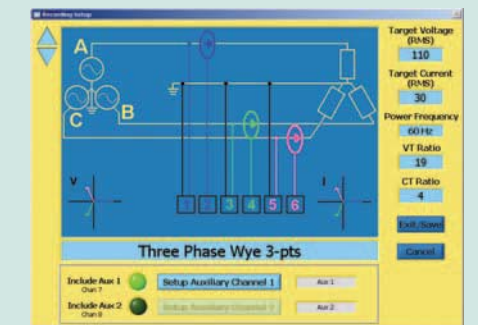 Recording Setup
A
C
B
V
I
1 2 3 4 5 6
Three Phase Wye 3-pts
Target Voltage
(RMS)
110
Target Current
(RMS)
30
Power Frequency
60 Hz
VT Ratio
19
CT Ratio
4
Exit/Save
Cancel
Include Aux 1
Chan 7
Setup Auxiliary Channel 1
Aux 1
Include Aux 2
Chan 8
Setup Auxiliary Channel 2
Aux 2